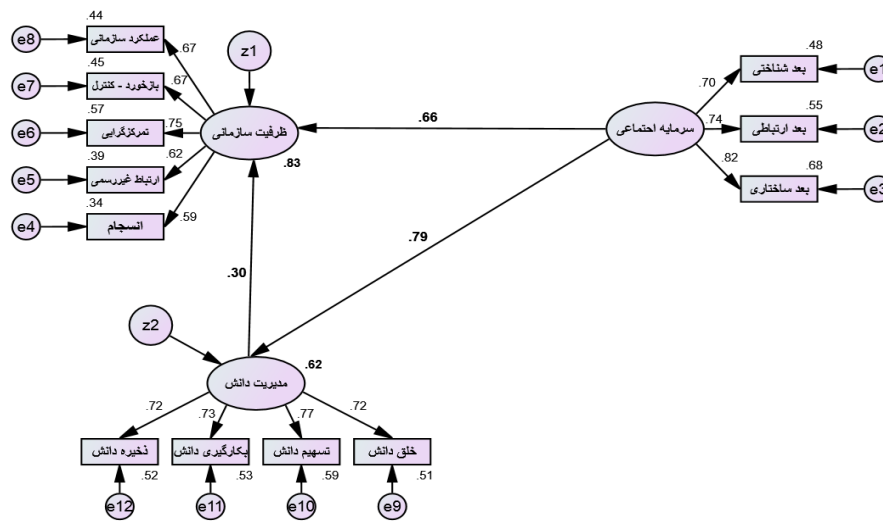 .44
e8
عملکرد سازمانی
.67
z1
.45
e7
بازخورد - کنترل
.67
.57
e6
تمرکزگرایی
.75
ظرفیت سازمانی
.83
.39
e5
ارتباط غیررسمی
.62
.34
e4
انسجام
.59
.66
سرمایه اجتماعی
.48
.70
بعد شناختی
e1
.55
.74
بعد ارتباطی
e2
.68
.82
بعد ساختاری
e3
.79
.30
z2
مدیریت دانش
.62
.72
.73
.77
.72
ذخیره دانش
بکارگیری دانش
تسهیم دانش
خلق دانش
.52
.53
.59
.51
e12
e11
e10
e9